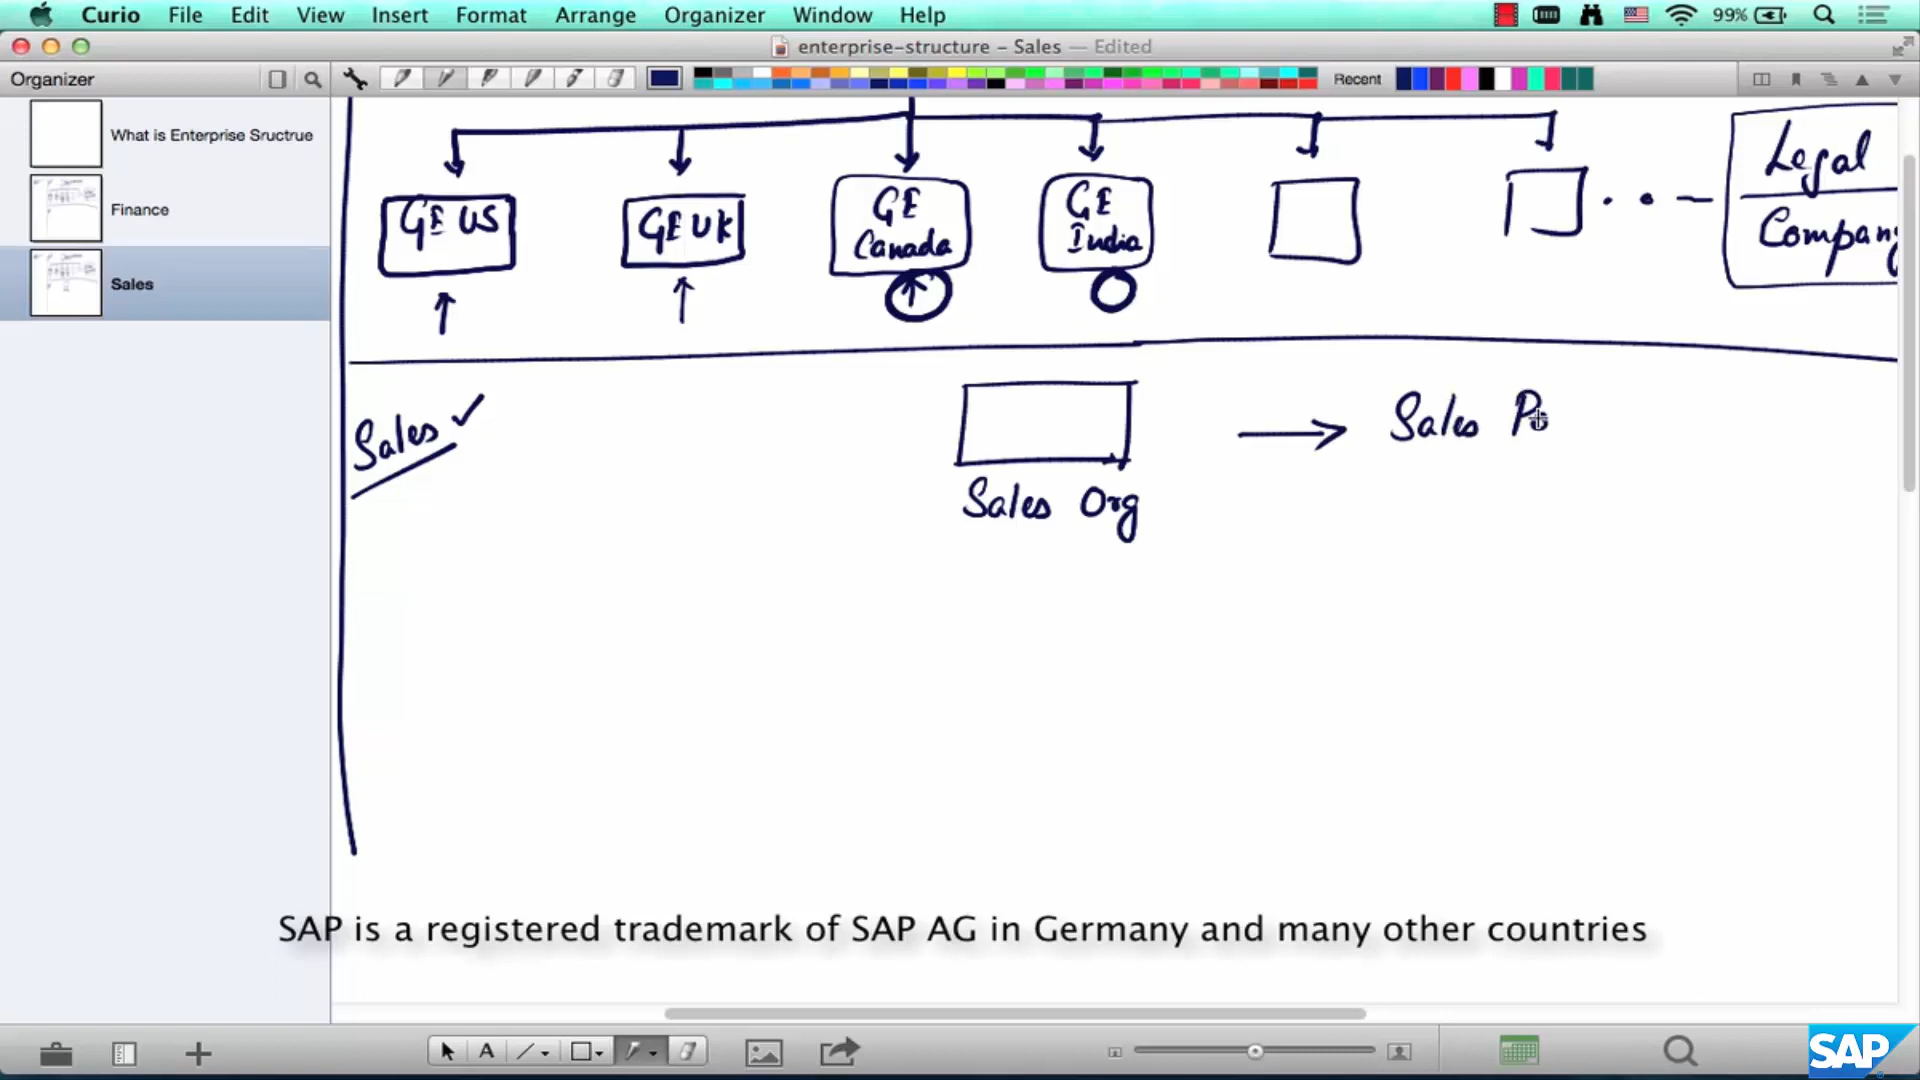 Curio File Edit View Insert Format Arrange Organizer Window Help 99%
enterprise-structure – Sales — Edited
Organizer
Recent
What is Enterprise Sructrue
Finance
Sales
GE US
GE UK
GE
Canada
GE
India
Legal
Company
Sales
Sales Org
Sales
SAP is a registered trademark of SAP AG in Germany and many other countries
A
SAP